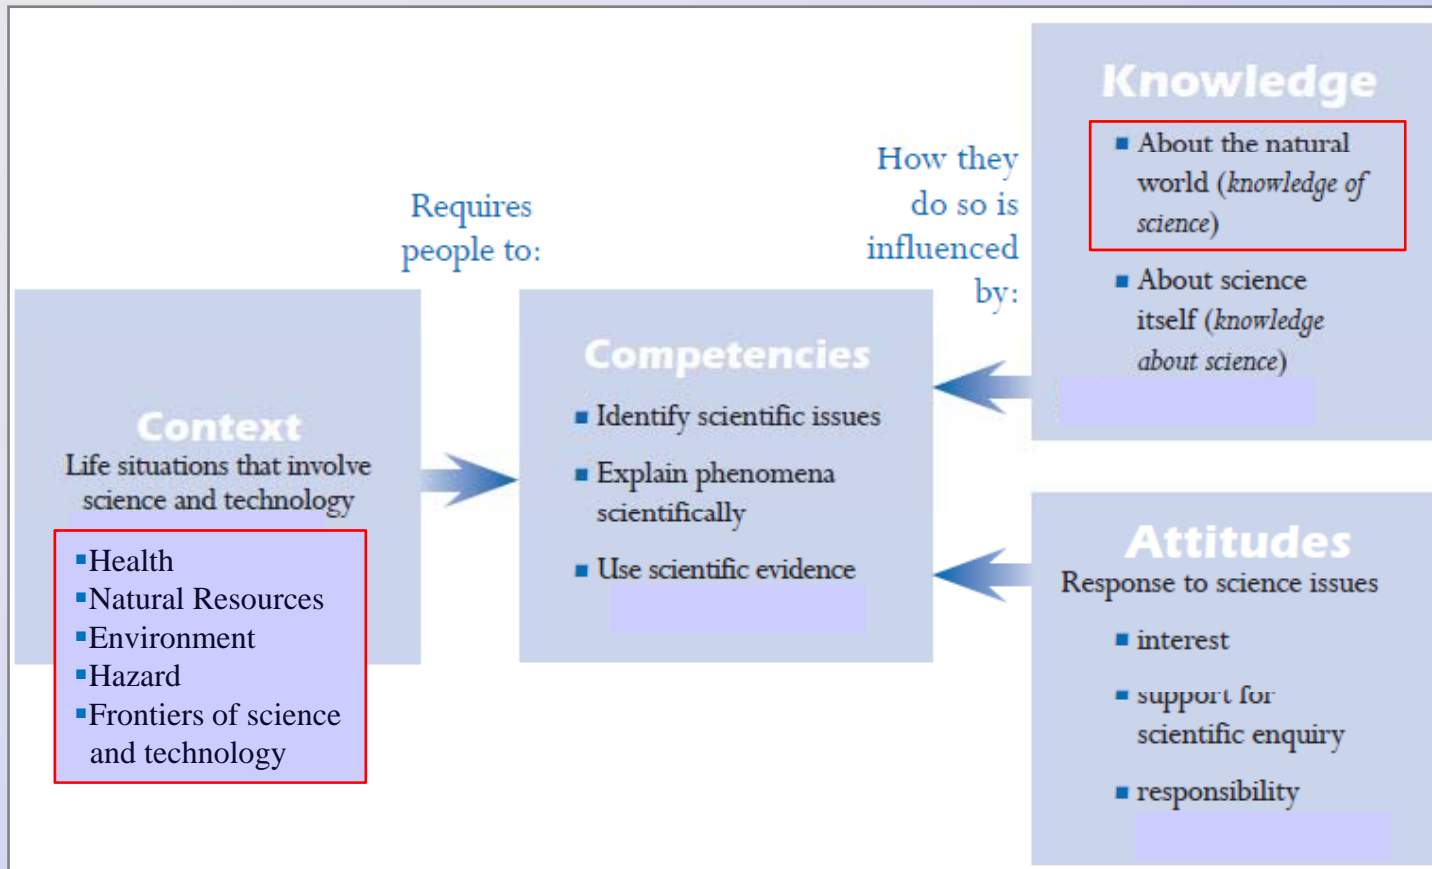 Context
Life situations that involve
science and technology
▪Health
▪Natural Resources
▪Environment
▪Hazard
▪Frontiers of science
and technology
Requires
people to:
Competencies
▪ Identify scientific issues
▪ Explain phenomena
scientifically
▪ Use scientific evidence
How they
do so is
influenced
by:
Knowledge
▪ About the natural
world (knowledge of
science)
▪ About science
itself (knowledge
about science)
Attitudes
Response to science issues
▪ interest
▪ support for
scientific enquiry
▪ responsibility